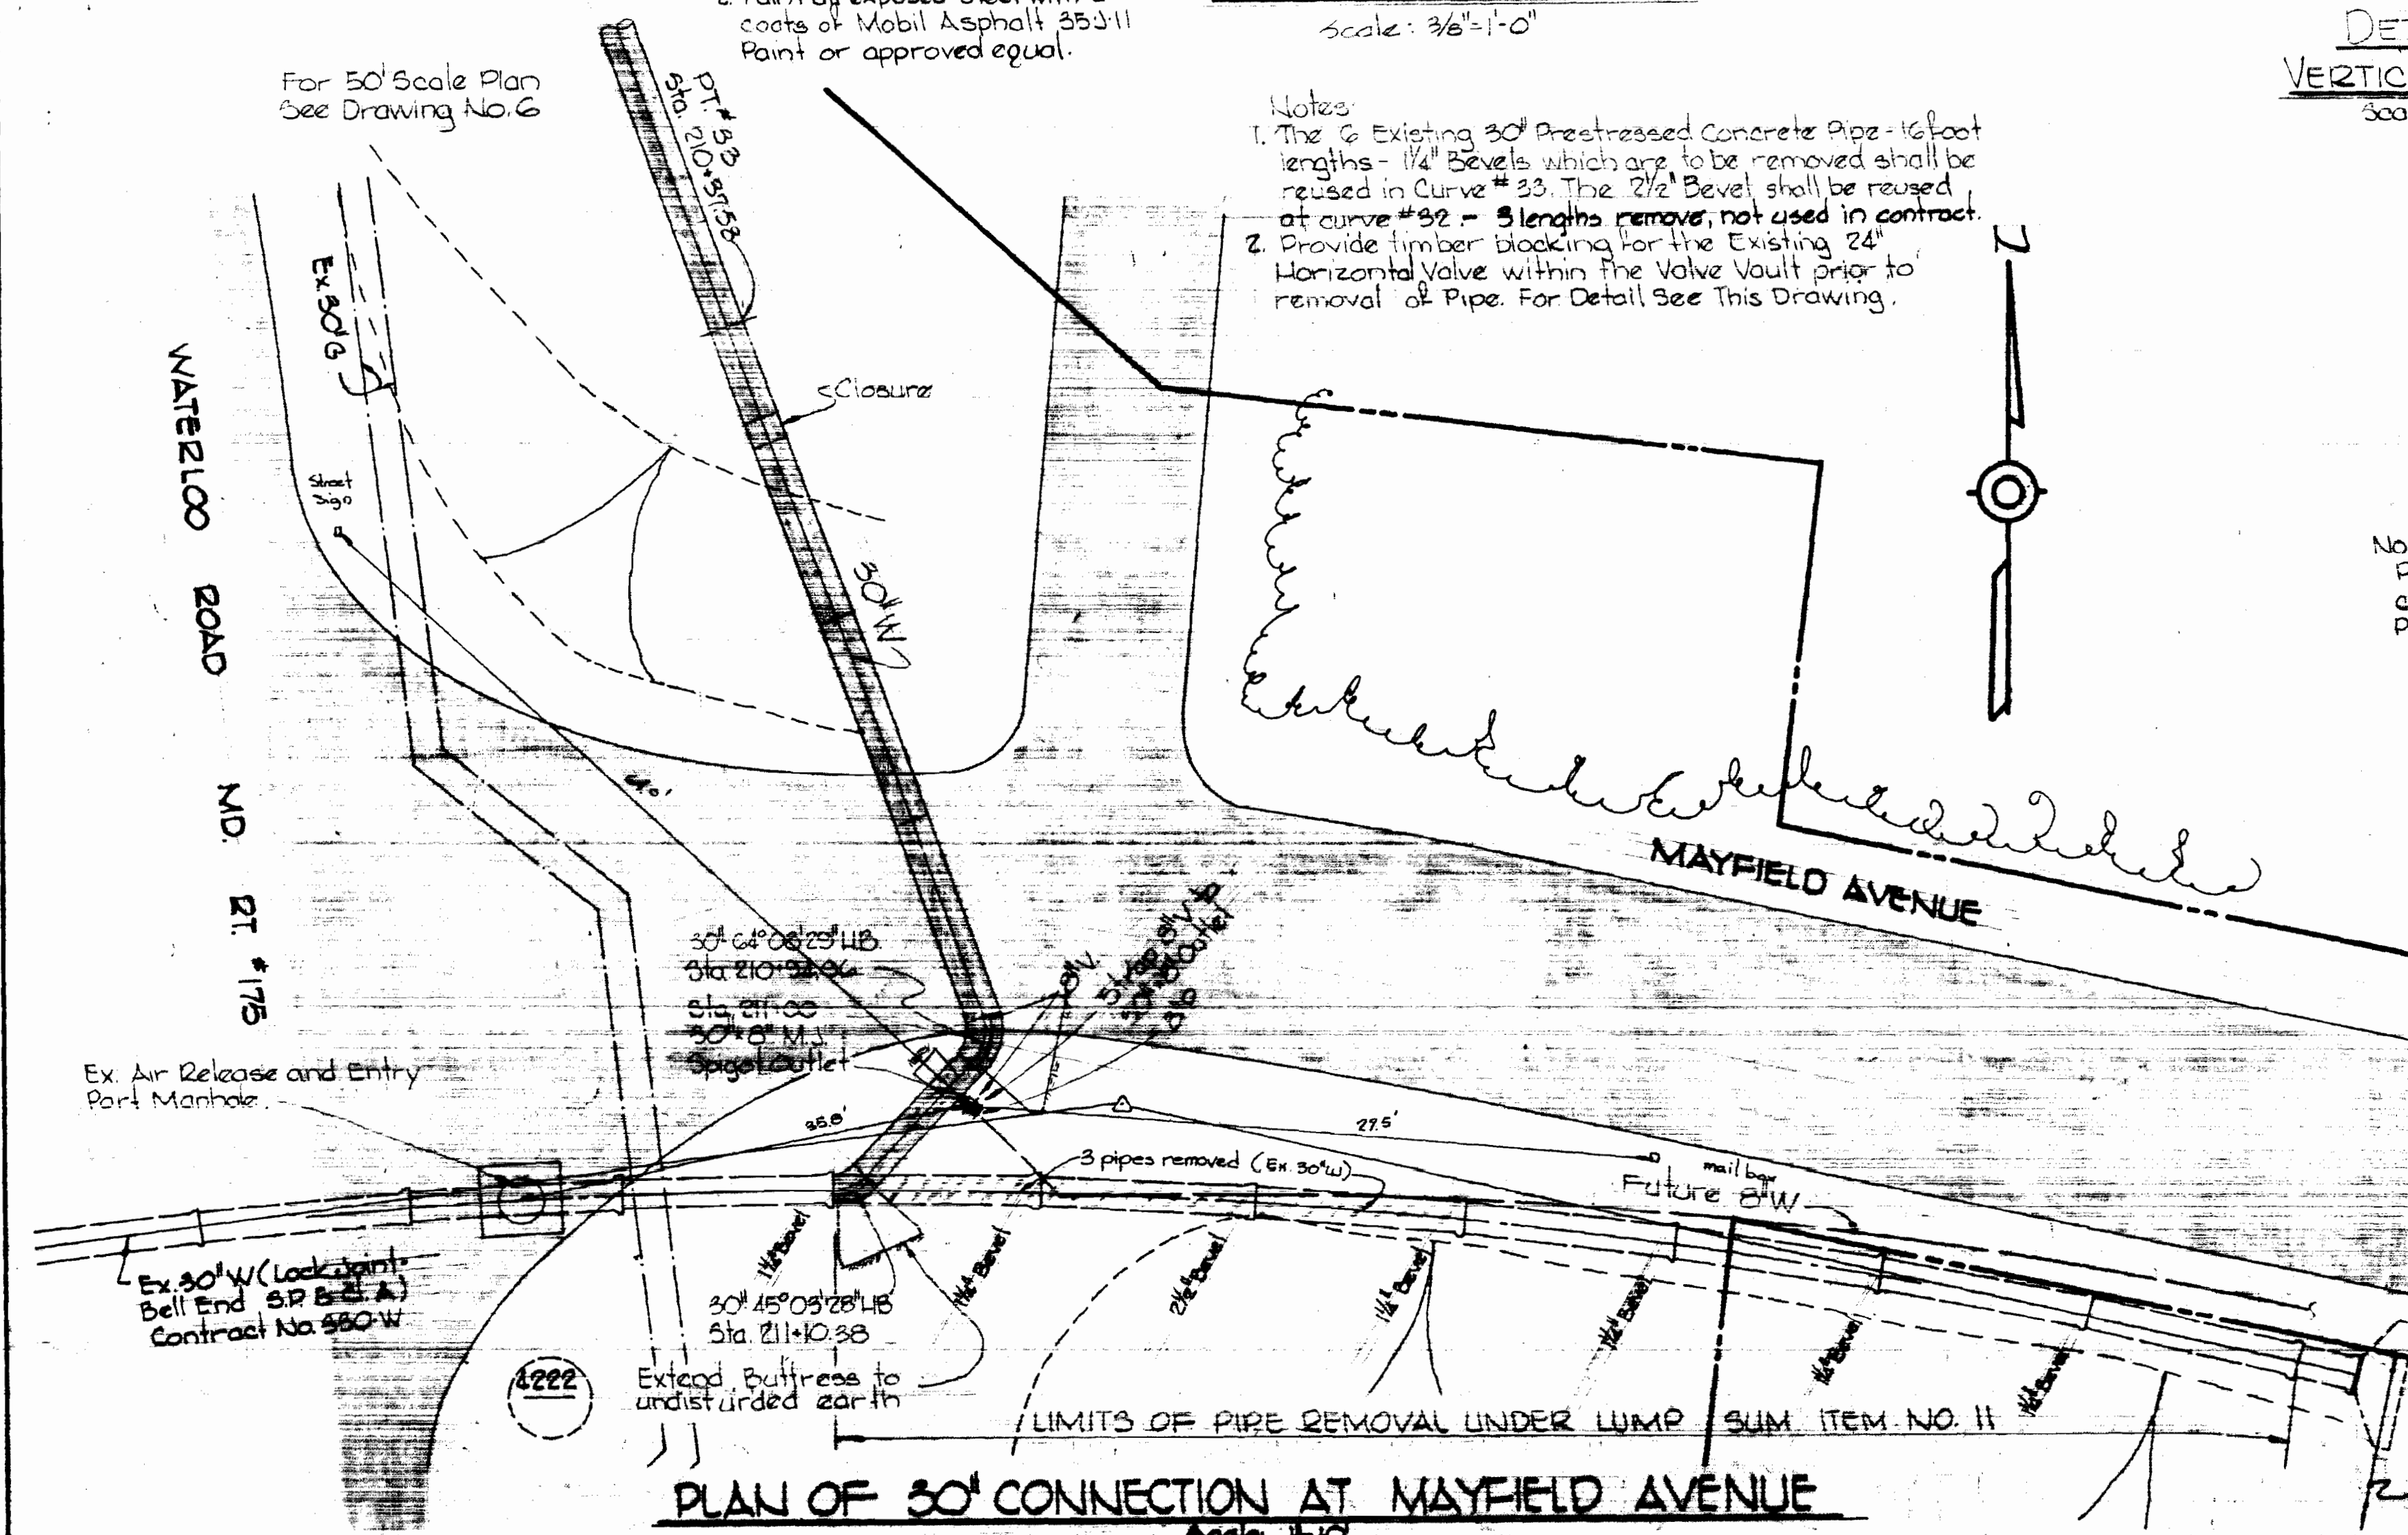 coats of Mobil Asphalt 35·J·11
Paint or approved equal.
Scale: 3/8"=1'-0"
For 50' Scale Plan
See Drawing No. 6
PT. # 33
Sta. 210+37.58
Notes:
1. The 6 Existing 30" Prestressed Concrete Pipe - 16 foot
lengths - 1¼" Bevels which are to be removed shall be
reused in Curve # 33. The 2½" Bevel shall be reused
at curve #32 - 3 lengths remove, not used in contract.
2. Provide timber blocking for the Existing 24"
Horizontal Valve within the Valve Vault prior to
removal of Pipe. For Detail See This Drawing.
Ex. 30" G
Closure
WATERLOO ROAD MD. RT. #175
Street
Sign
30" W
MAYFIELD AVENUE
30" 64°08'29" HB
Sta. 210+94.96
Sta. 211+00
30"x8" M.J.
Spigot Outlet
8" V.
Ex. Air Release and Entry
Port Manhole
35.8'
27.5'
3 pipes removed (Ex. 30" W)
mail box
Future 8" W
Ex. 30" W (Lock Joint
Bell End
Contract No. 330-W
1¼" Bevel
1¼" Bevel
2½" Bevel
1¼" Bevel
1¼" Bevel
1¼" Bevel
1¼" Bevel
30" 45°03'28" HB
Sta. 211+10.38
4222
Extend Buttress to
undisturded earth
LIMITS OF PIPE REMOVAL UNDER LUMP SUM ITEM NO. 11
PLAN OF 30" CONNECTION AT MAYFIELD AVENUE